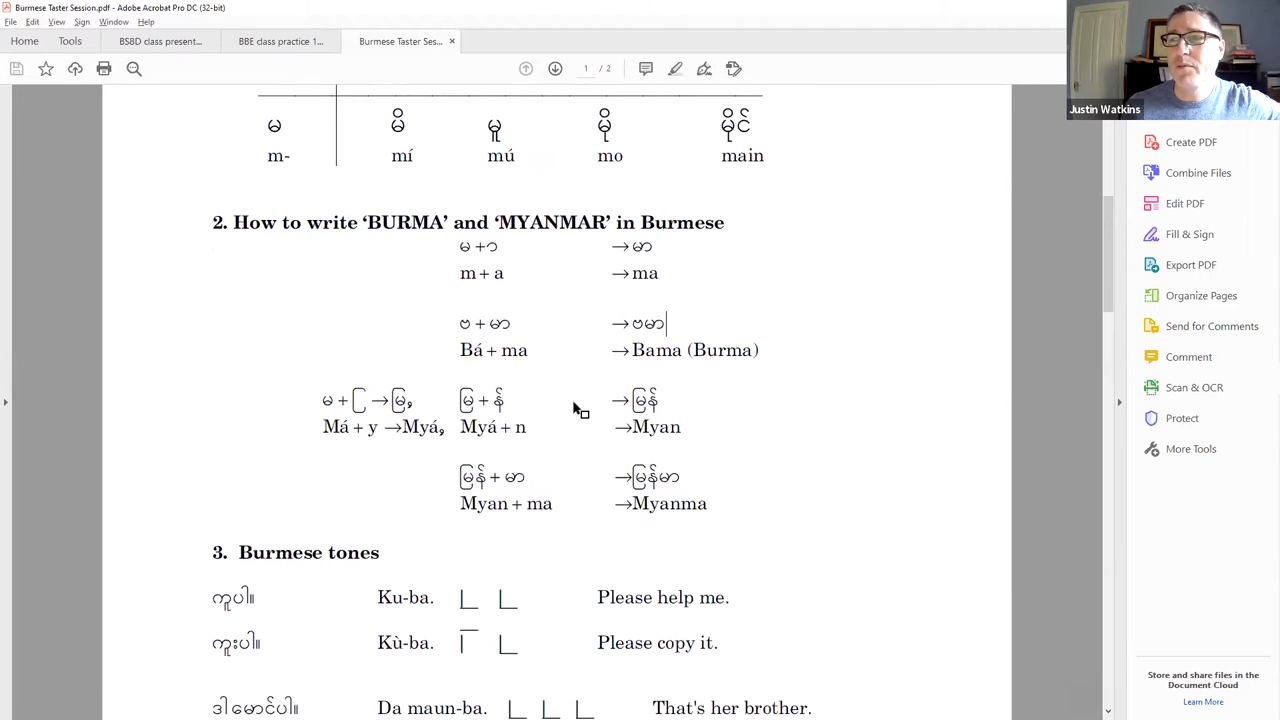 Burmese Taster Session.pdf - Adobe Acrobat Pro DC (32-bit)
File Edit View Sign Window Help
Home Tools BSBD class present... BBE class practice 1... Burmese Taster Ses... ×
1 / 2
Justin Watkins
မ မိ မူ မို မိုင်
m- mí mú mo main
2. How to write ‘BURMA’ and ‘MYANMAR’ in Burmese
မ + ာ → မာ
m + a → ma
ဗ + မာ → ဗမာ
Bá + ma → Bama (Burma)
မ + ြ → မြ, မြ + န် → မြန်
Má + y → Myá, Myá + n → Myan
မြန် + မာ → မြန်မာ
Myan + ma → Myanma
3. Burmese tones
ကူပါ။ Ku-ba. Please help me.
ကူးပါ။ Kù-ba. Please copy it.
ဒါ မောင်ပါ။ Da maun-ba. That's her brother.
Create PDF
Combine Files
Edit PDF
Fill & Sign
Export PDF
Organize Pages
Send for Comments
Comment
Scan & OCR
Protect
More Tools
Store and share files in the
Document Cloud
Learn More